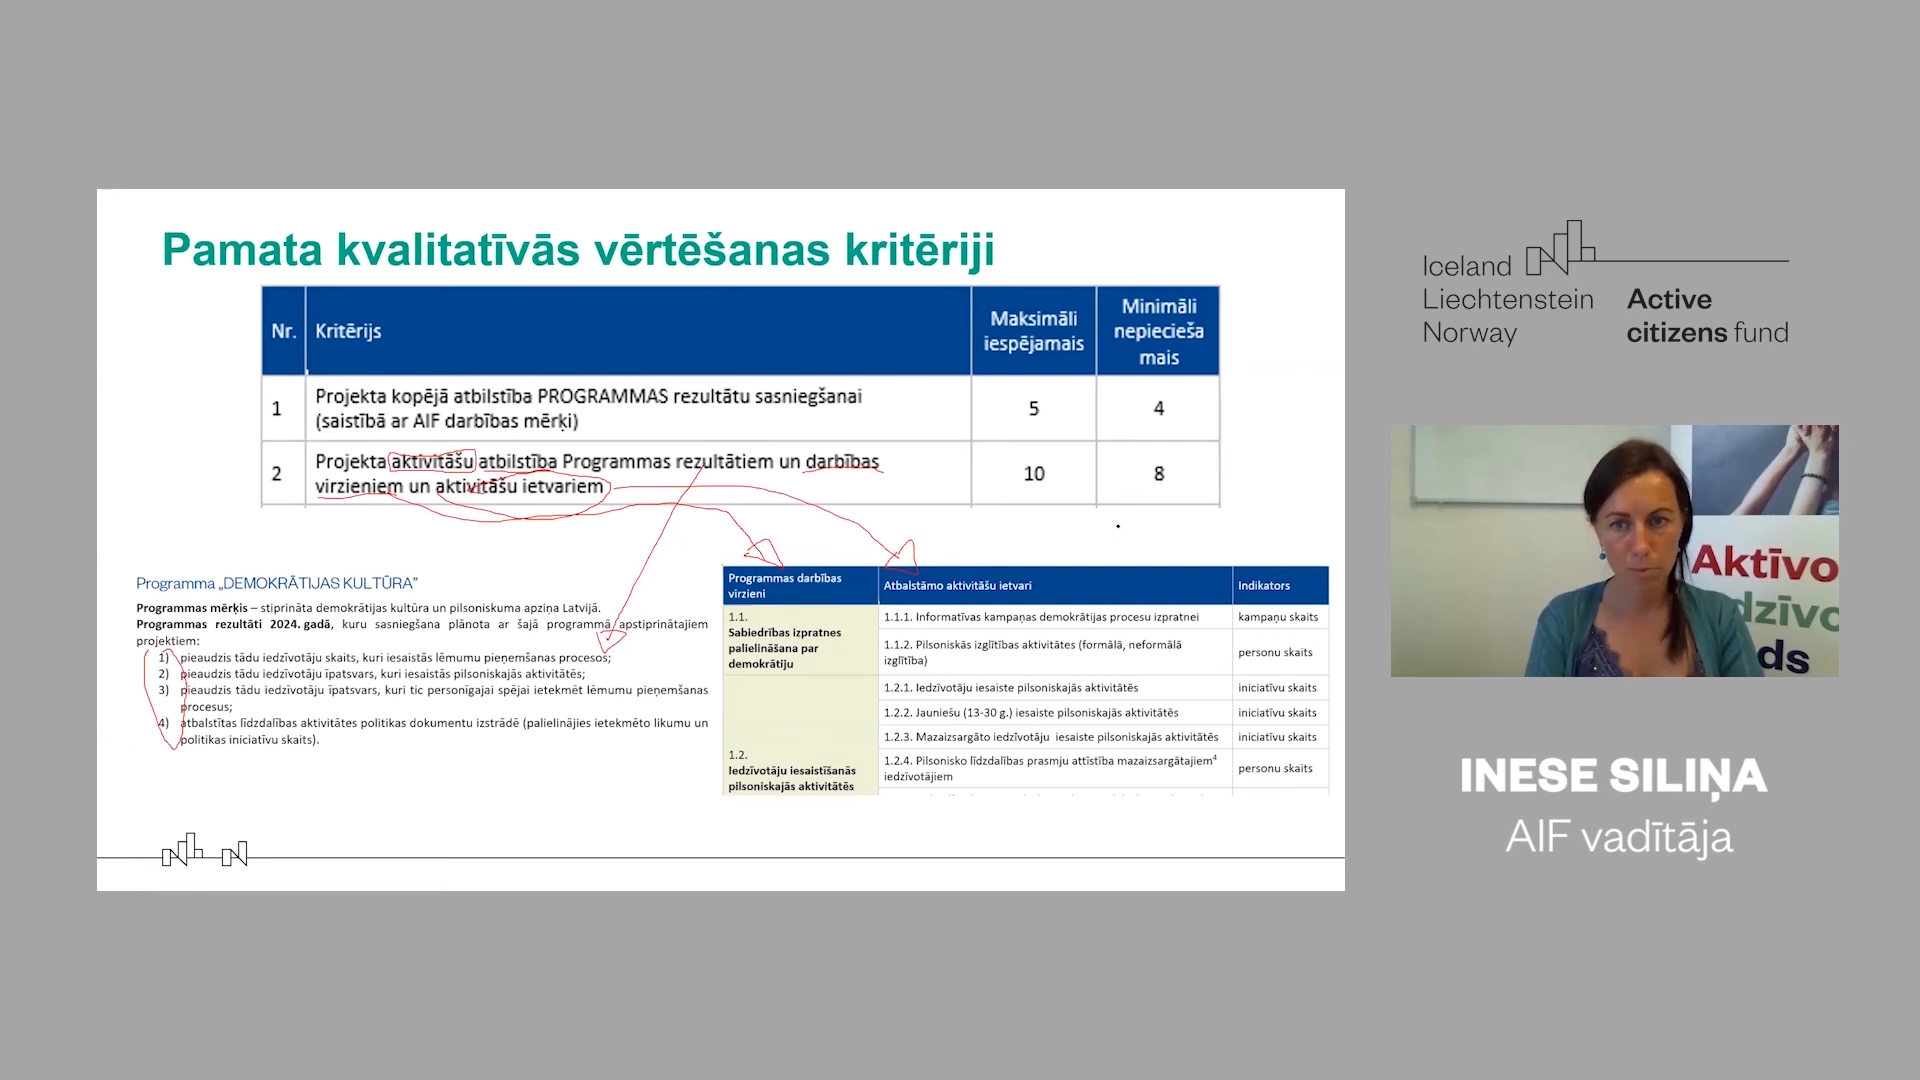 Pamata kvalitatīvās vērtēšanas kritēriji
Nr.
Kritērijs
Maksimāli
iespējamais
Minimāli
nepiecieša
mais
1
Projekta kopējā atbilstība PROGRAMMAS rezultātu sasniegšanai
(saistībā ar AIF darbības mērķi)
5
4
2
Projekta aktivitāšu atbilstība Programmas rezultātiem un darbības
virzieniem un aktivitāšu ietvariem
10
8
Programma „DEMOKRĀTIJAS KULTŪRA”
Programmas mērķis – stiprināta demokrātijas kultūra un pilsoniskuma apziņa Latvijā.
Programmas rezultāti 2024. gadā, kuru sasniegšana plānota ar šajā programmā apstiprinātajiem
projektiem:
1) pieaudzis tādu iedzīvotāju skaits, kuri iesaistās lēmumu pieņemšanas procesos;
2) pieaudzis tādu iedzīvotāju īpatsvars, kuri iesaistās pilsoniskajās aktivitātēs;
3) pieaudzis tādu iedzīvotāju īpatsvars, kuri tic personīgajai spējai ietekmēt lēmumu pieņemšanas
procesus;
4) atbalstītas līdzdalības aktivitātes politikas dokumentu izstrādē (palielinājies ietekmēto likumu un
politikas iniciatīvu skaits).
Programmas darbības
virzieni
Atbalstāmo aktivitāšu ietvari
Indikators
1.1.
Sabiedrības izpratnes
palielināšana par
demokrātiju
1.1.1. Informatīvas kampaņas demokrātijas procesu izpratnei
kampaņu skaits
1.1.2. Pilsoniskās izglītības aktivitātes (formālā, neformālā
izglītība)
personu skaits
1.2.
Iedzīvotāju iesaistīšanās
pilsoniskajās aktivitātēs
1.2.1. Iedzīvotāju iesaiste pilsoniskajās aktivitātēs
iniciatīvu skaits
1.2.2. Jauniešu (13-30 g.) iesaiste pilsoniskajās aktivitātēs
iniciatīvu skaits
1.2.3. Mazaizsargāto iedzīvotāju iesaiste pilsoniskajās aktivitātēs
iniciatīvu skaits
1.2.4. Pilsonisko līdzdalības prasmju attīstība mazaizsargātajiem⁴
iedzīvotājiem
personu skaits
Iceland
Liechtenstein
Norway
Active
citizens fund
Aktīvo
dzīvo
ds
INESE SILIŅA
AIF vadītāja